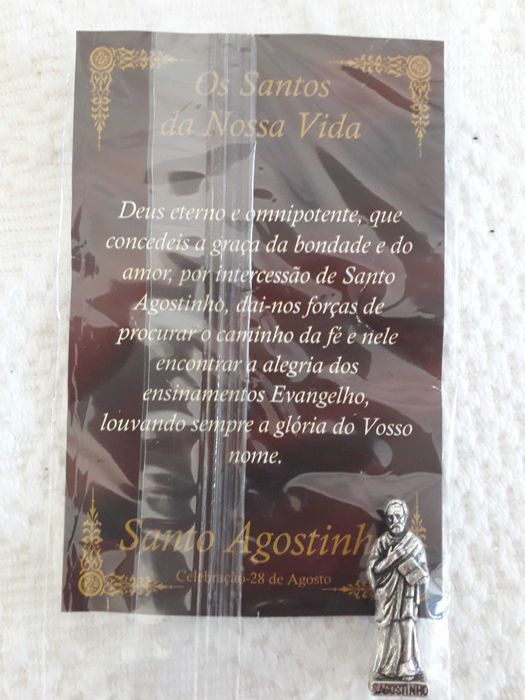 Os Santos
da Nossa Vida
Deus eterno e omnipotente, que
concedeis a graça da bondade e do
amor, por intercessão de Santo
Agostinho, dai-nos forças de
procurar o caminho da fé e nele
encontrar a alegria dos
ensinamentos Evangelho,
louvando sempre a glória do Vosso
nome.
Santo Agostinh
Celebração-28 de Agosto
S.AGOSTINHO